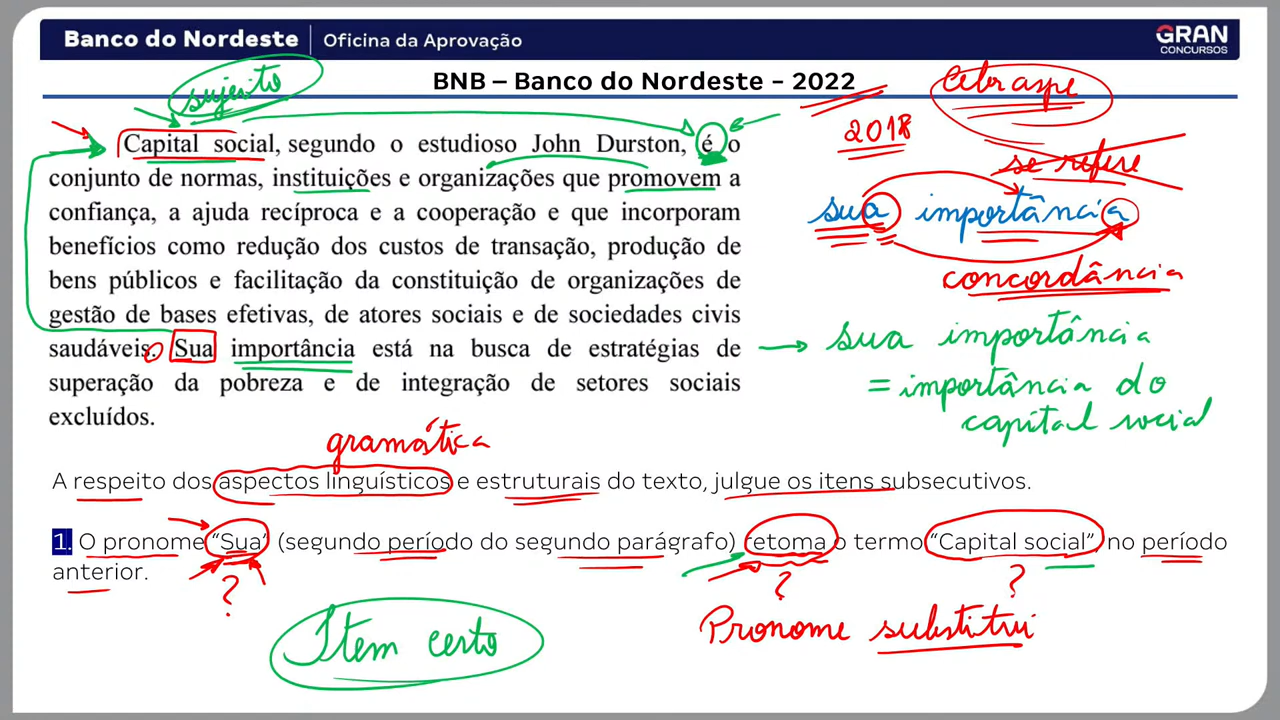 Banco do Nordeste | Oficina da Aprovação
GRAN
CONCURSOS
BNB – Banco do Nordeste - 2022
sujeito
Cebraspe
2018
se refere
sua importância
concordância
Capital social, segundo o estudioso John Durston, é o
conjunto de normas, instituições e organizações que promovem a
confiança, a ajuda recíproca e a cooperação e que incorporam
benefícios como redução dos custos de transação, produção de
bens públicos e facilitação da constituição de organizações de
gestão de bases efetivas, de atores sociais e de sociedades civis
saudáveis. Sua importância está na busca de estratégias de
superação da pobreza e de integração de setores sociais
excluídos.
sua importância
= importância do
capital social
gramática
A respeito dos aspectos linguísticos e estruturais do texto, julgue os itens subsecutivos.
1. O pronome “Sua” (segundo período do segundo parágrafo) retoma o termo “Capital social”, no período
anterior.
? ? ?
Item certo
Pronome substitui